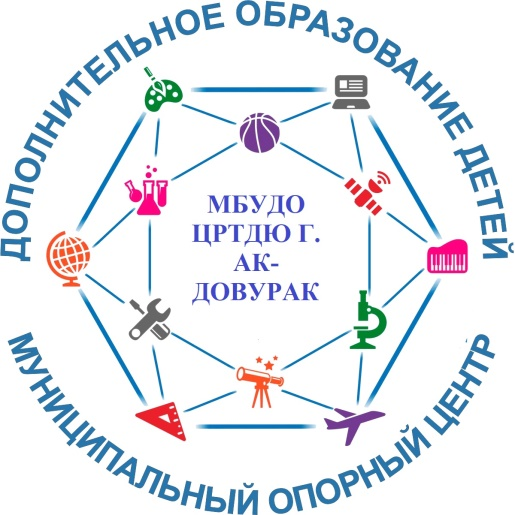 ДОПОЛНИТЕЛЬНОЕ ОБРАЗОВАНИЕ ДЕТЕЙ
МБУДО
ЦРТДЮ Г.
АК-
ДОВУРАК
МУНИЦИПАЛЬНЫЙ ОПОРНЫЙ ЦЕНТР